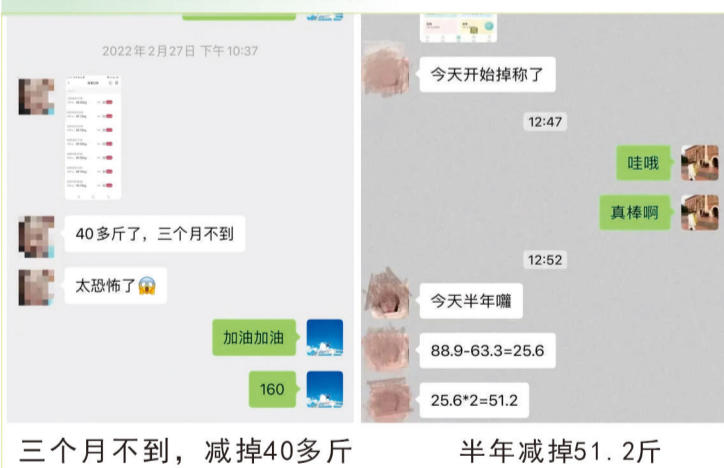 2022年2月27日 下午10:37
40多斤了，三个月不到
太恐怖了😱
加油加油
160
三个月不到，减掉40多斤
今天开始掉称了
12:47
哇哦
真棒啊
12:52
今天半年囉
88.9-63.3=25.6
25.6*2=51.2
半年减掉51.2斤